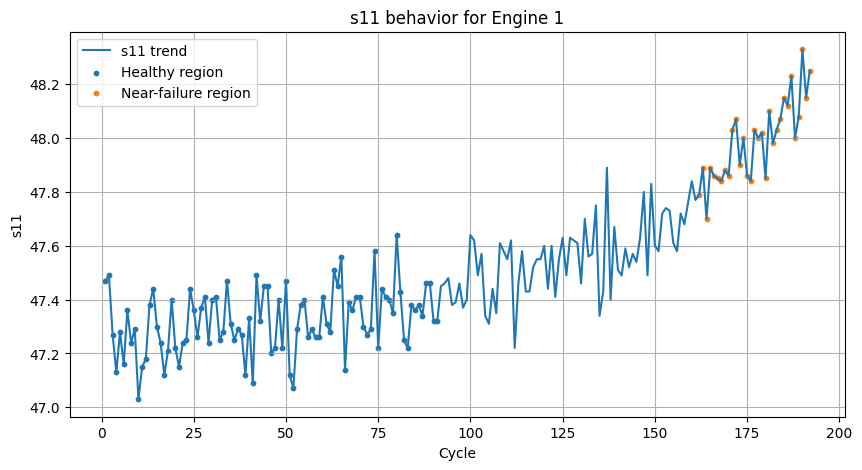 s11 behavior for Engine 1
s11 trend
Healthy region
Near-failure region
48.2
48.0
47.8
47.6
47.4
47.2
47.0
s11
0 25 50 75 100 125 150 175 200
Cycle